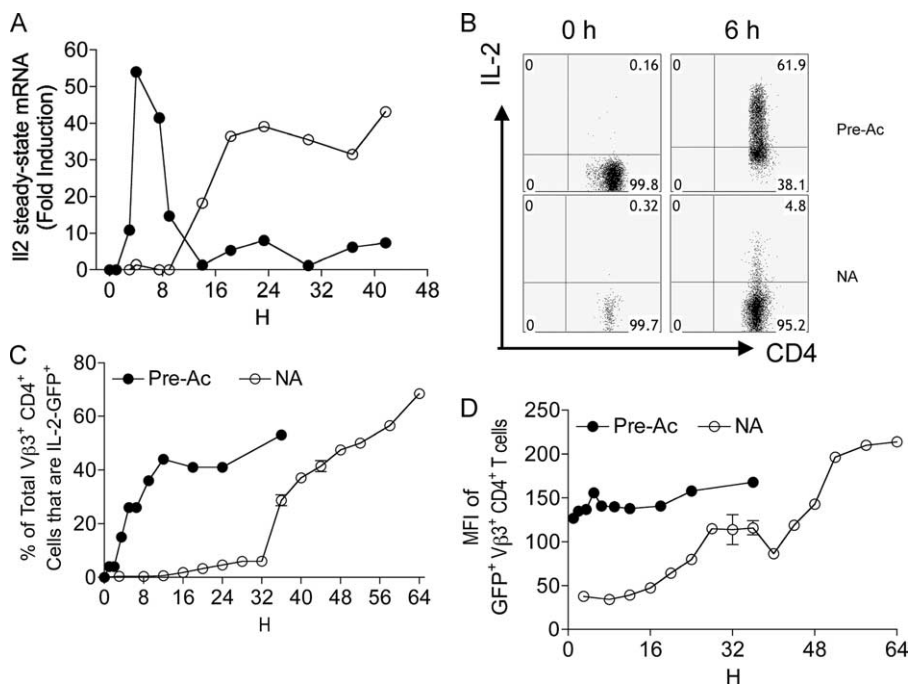 A
Il2 steady-state mRNA
(Fold Induction)
60
50
40
30
20
10
0
0 8 16 24 32 40 48
H
B
0 h 6 h
IL-2
0 0.16
0 99.8
0 61.9
0 38.1
Pre-Ac
0 0.32
0 99.7
0 4.8
0 95.2
NA
CD4
C
% of Total Vβ3⁺ CD4⁺
Cells that are IL-2-GFP⁺
Pre-Ac NA
80
60
40
20
0
0 8 16 24 32 40 48 56 64
H
D
MFI of
GFP⁺ Vβ3⁺ CD4⁺ T cells
Pre-Ac NA
250
200
150
100
50
0
0 16 32 48 64
H